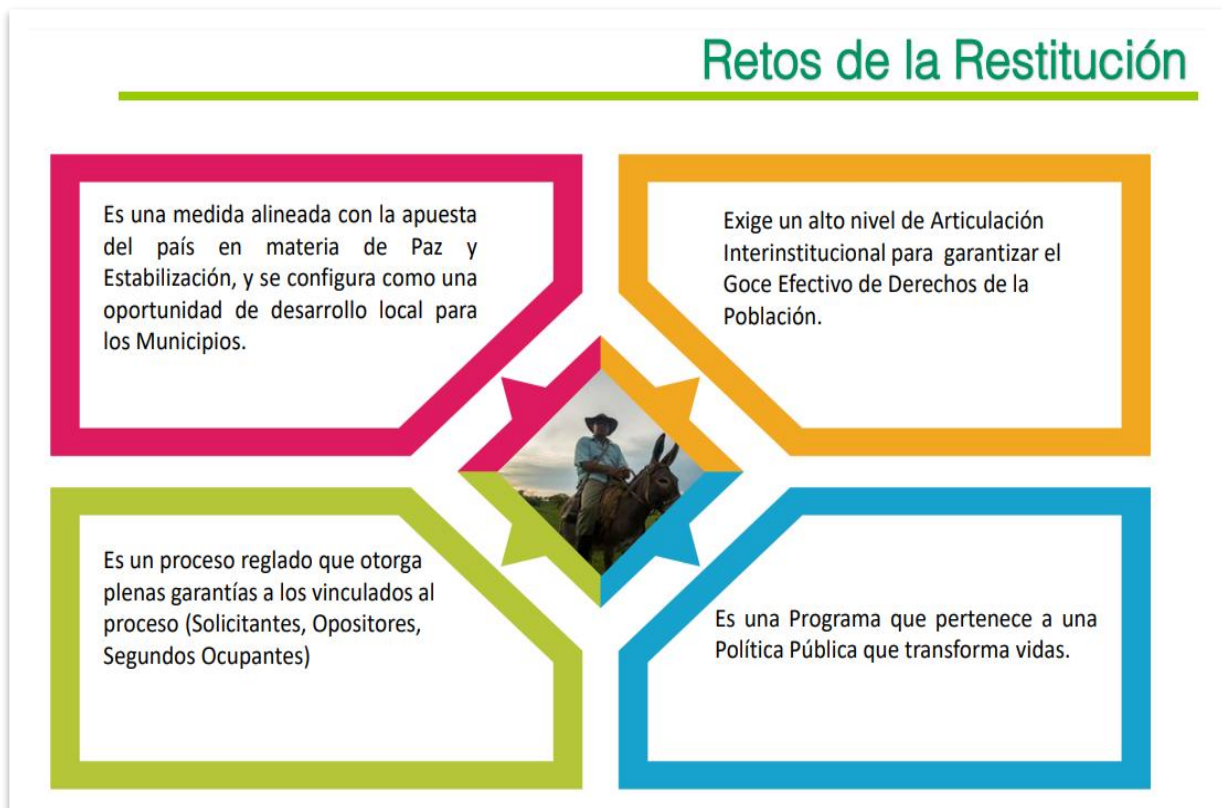 Retos de la Restitución
Es una medida alineada con la apuesta
del país en materia de Paz y
Estabilización, y se configura como una
oportunidad de desarrollo local para
los Municipios.
Exige un alto nivel de Articulación
Interinstitucional para garantizar el
Goce Efectivo de Derechos de la
Población.
Es un proceso reglado que otorga
plenas garantías a los vinculados al
proceso (Solicitantes, Opositores,
Segundos Ocupantes)
Es una Programa que pertenece a una
Política Pública que transforma vidas.